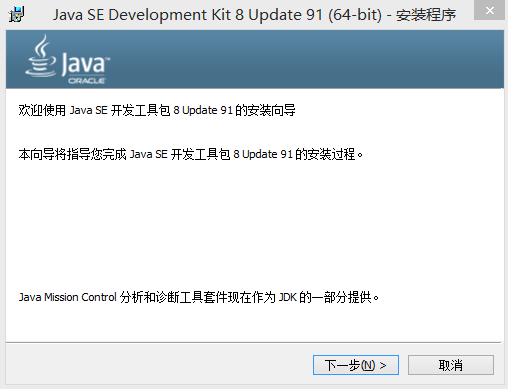 Java SE Development Kit 8 Update 91 (64-bit) - 安装程序
Java™
ORACLE
欢迎使用 Java SE 开发工具包 8 Update 91 的安装向导
本向导将指导您完成 Java SE 开发工具包 8 Update 91 的安装过程。
Java Mission Control 分析和诊断工具套件现在作为 JDK 的一部分提供。
下一步(N) >
取消